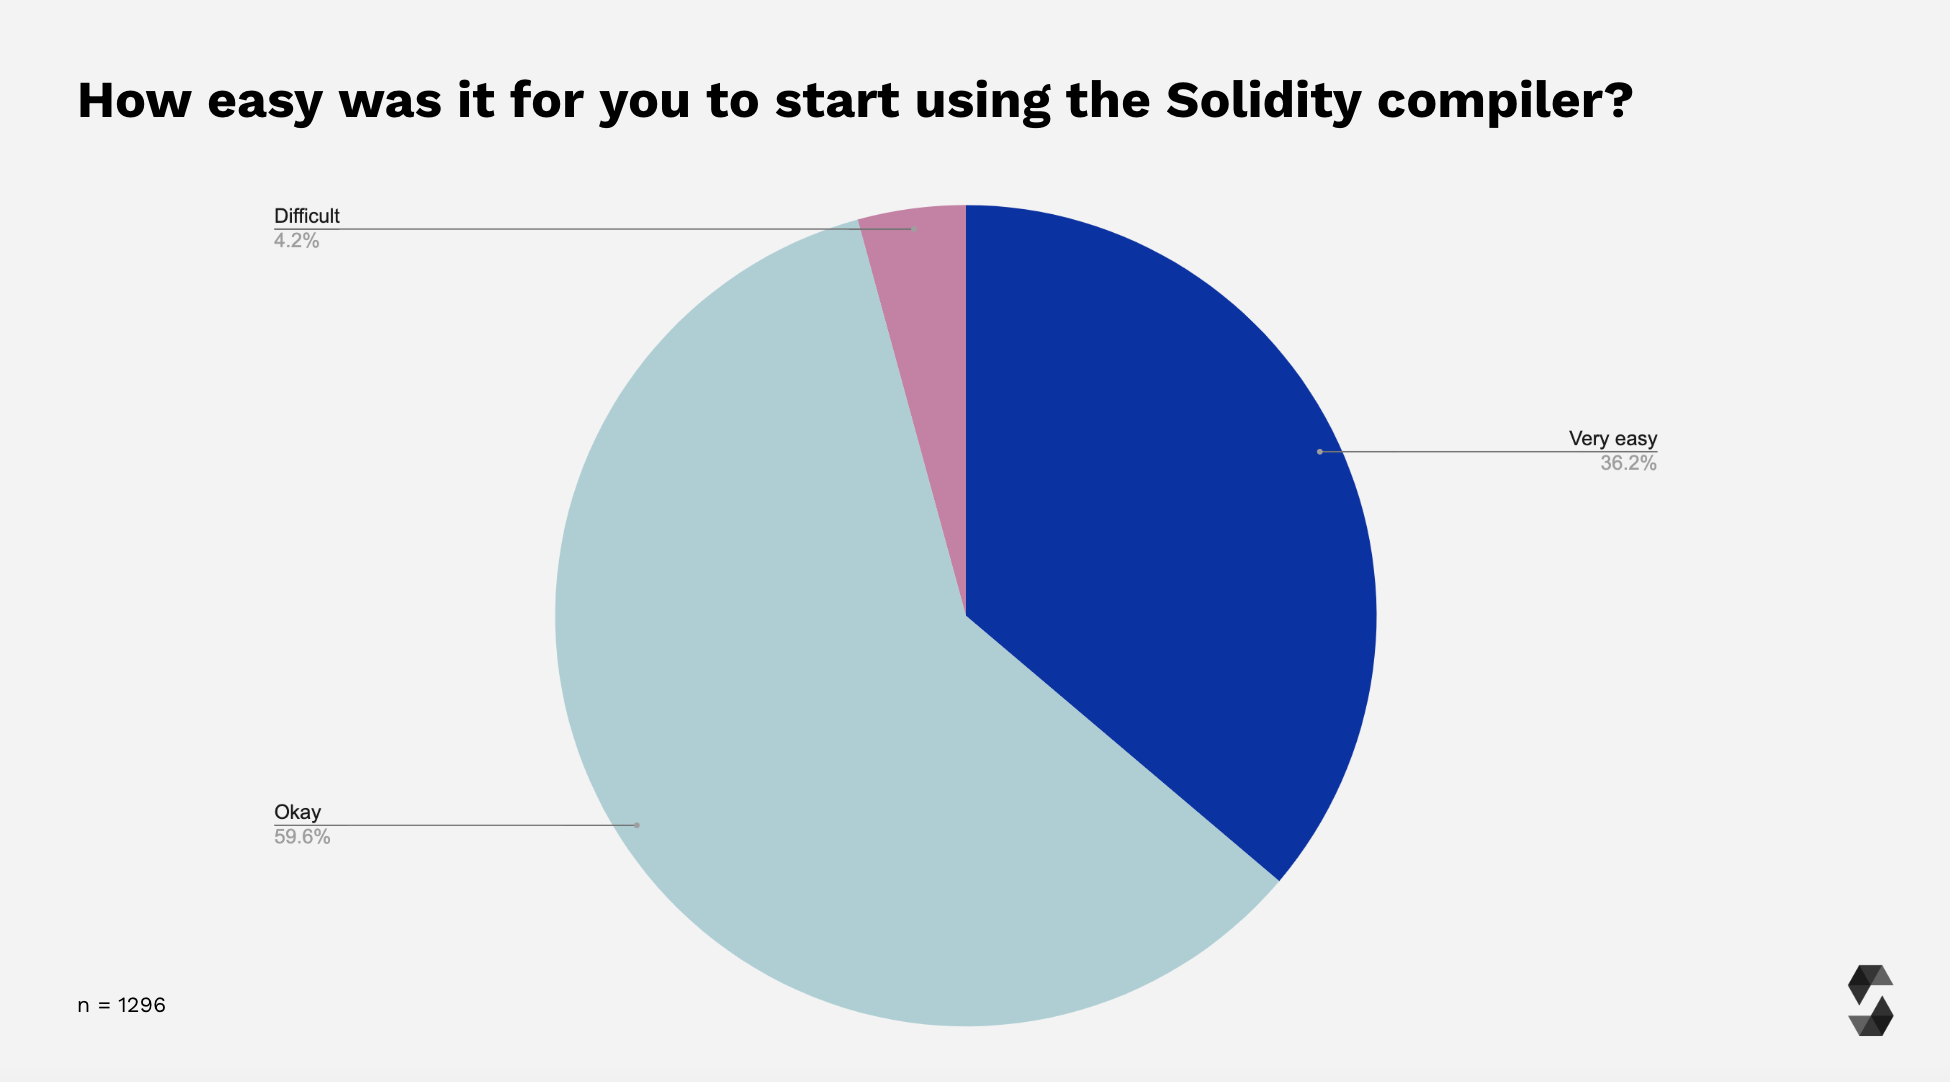 How easy was it for you to start using the Solidity compiler?
Difficult
4.2%
Very easy
36.2%
Okay
59.6%
n = 1296